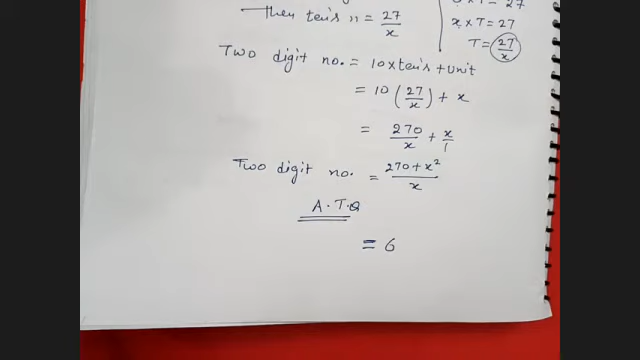 Then ten's n = 27/x
x × T = 27
T = 27/x
Two digit no. = 10 x ten's + unit
= 10 (27/x) + x
= 270/x + x/1
Two digit no. = 270 + x²/x
A.T.Q
= 6